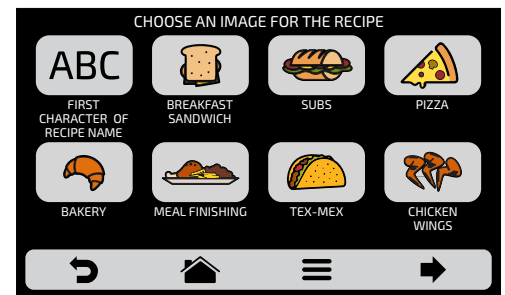 CHOOSE AN IMAGE FOR THE RECIPE
ABC
FIRST
CHARACTER OF
RECIPE NAME
BREAKFAST
SANDWICH
SUBS
PIZZA
BAKERY
MEAL FINISHING
TEX-MEX
CHICKEN
WINGS